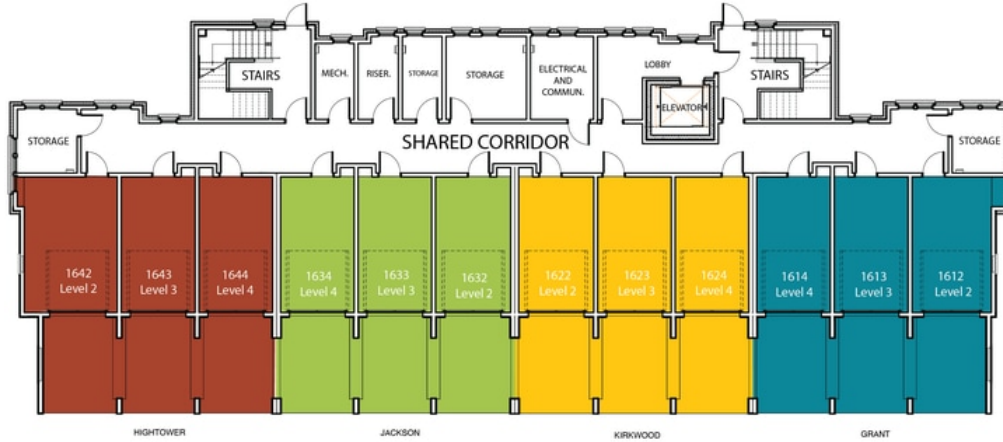 STAIRS
MECH.
RISER.
STORAGE
STORAGE
ELECTRICAL
AND
COMMUN.
LOBBY
ELEVATOR
STAIRS
STORAGE
SHARED CORRIDOR
STORAGE
1642
Level 2
1643
Level 3
1644
Level 4
1634
Level 4
1633
Level 3
1632
Level 2
1622
Level 2
1623
Level 3
1624
Level 4
1614
Level 4
1613
Level 3
1612
Level 2
HIGHTOWER
JACKSON
KIRKWOOD
GRANT